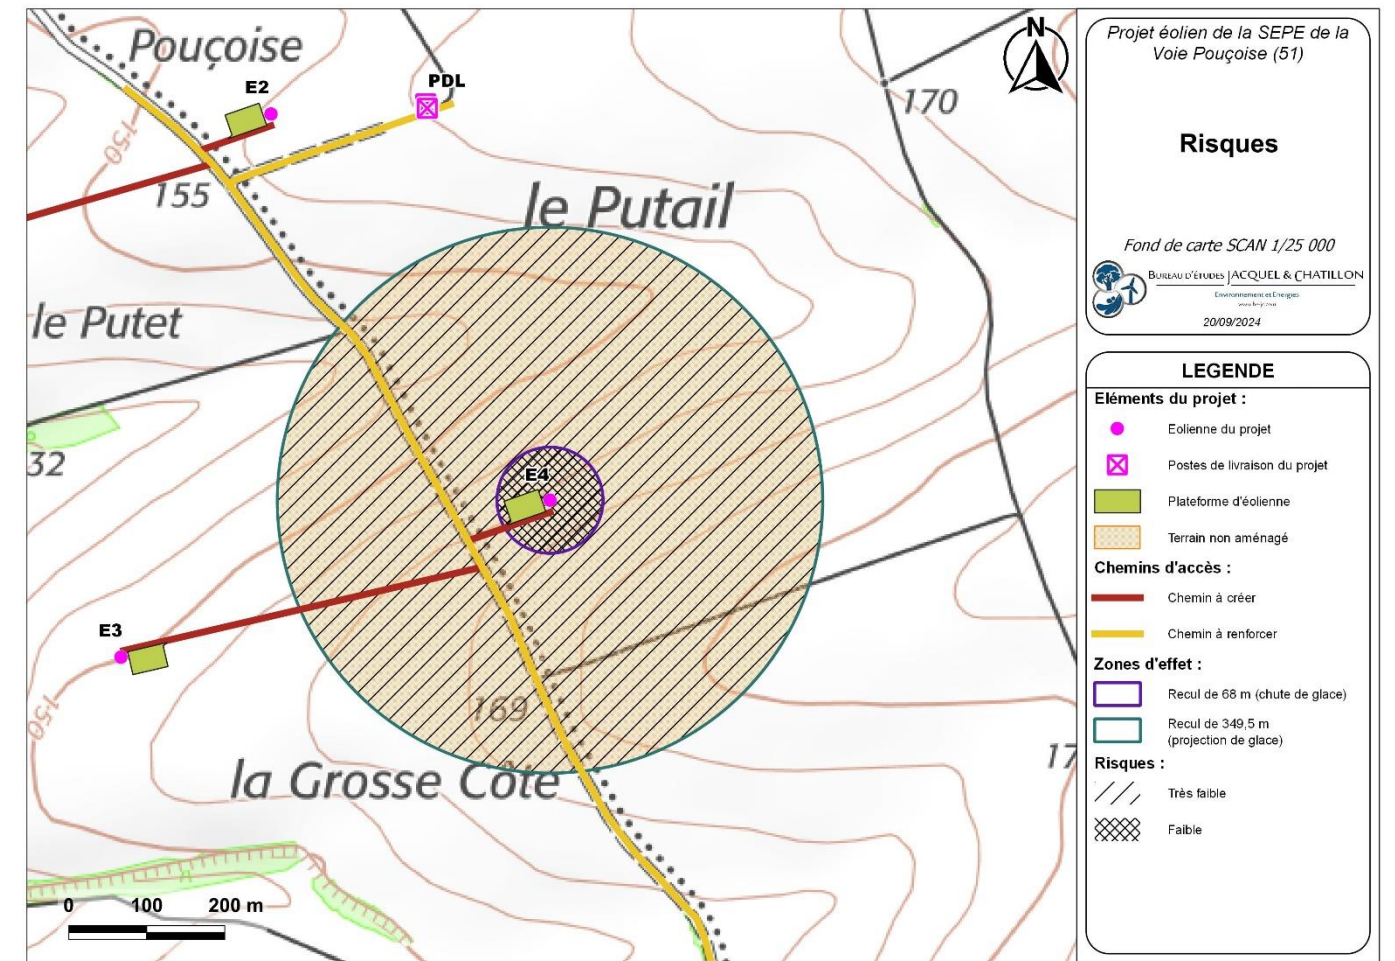 Pouçoise
E2
PDL
N
170
150
155
le Putail
le Putet
32
E4
E3
150
169
17
la Grosse Côte
0 100 200 m
Projet éolien de la SEPE de la
Voie Pouçoise (51)
Risques
Fond de carte SCAN 1/25 000
BUREAU D'ÉTUDES JACQUEL & CHATILLON
Environnement et Energies
20/09/2024
LEGENDE
Eléments du projet :
Eolienne du projet
Postes de livraison du projet
Plateforme d'éolienne
Terrain non aménagé
Chemins d'accès :
Chemin à créer
Chemin à renforcer
Zones d'effet :
Recul de 68 m (chute de glace)
Recul de 349,5 m
(projection de glace)
Risques :
Très faible
Faible